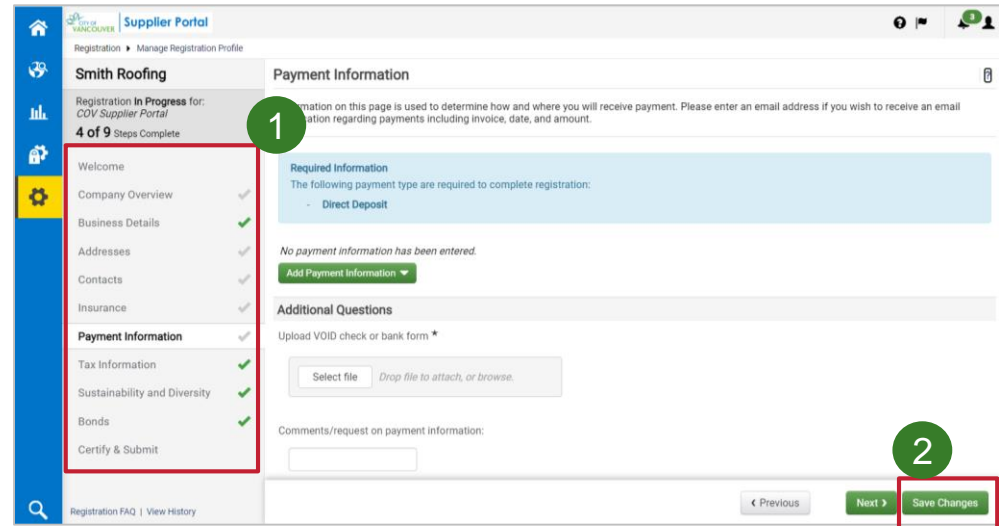 CITY OF VANCOUVER Supplier Portal
3
Registration Manage Registration Profile
Smith Roofing
Payment Information
Registration In Progress for:
COV Supplier Portal
4 of 9 Steps Complete
1
mation on this page is used to determine how and where you will receive payment. Please enter an email address if you wish to receive an email
ation regarding payments including invoice, date, and amount.
Welcome
Company Overview
Business Details
Addresses
Contacts
Insurance
Payment Information
Tax Information
Sustainability and Diversity
Bonds
Certify & Submit
Required Information
The following payment type are required to complete registration:
- Direct Deposit
No payment information has been entered.
Add Payment Information
Additional Questions
Upload VOID check or bank form *
Select file Drop file to attach, or browse.
Comments/request on payment information:
2
Registration FAQ | View History
Previous Next Save Changes